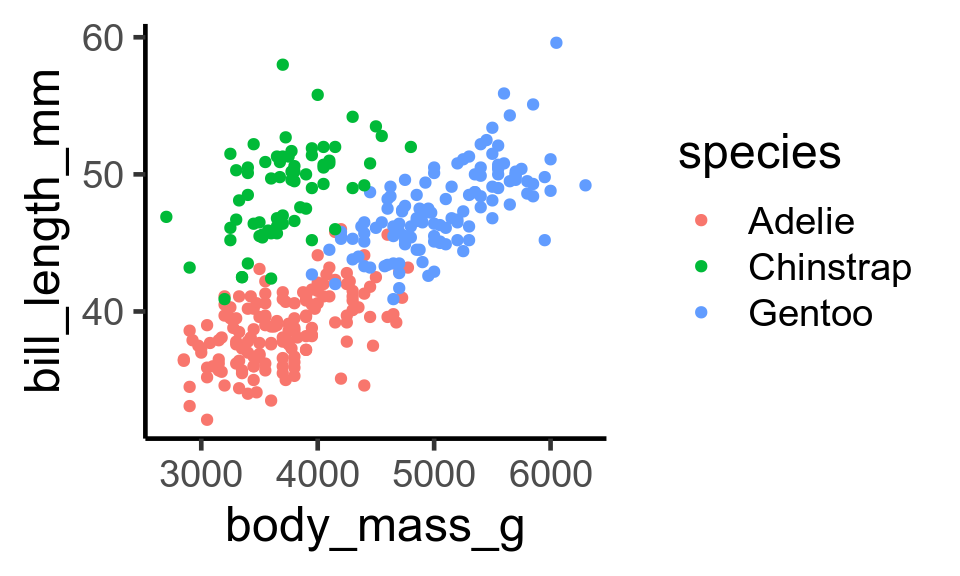 60
50
40
bill_length_mm
3000 4000 5000 6000
body_mass_g
species
Adelie
Chinstrap
Gentoo